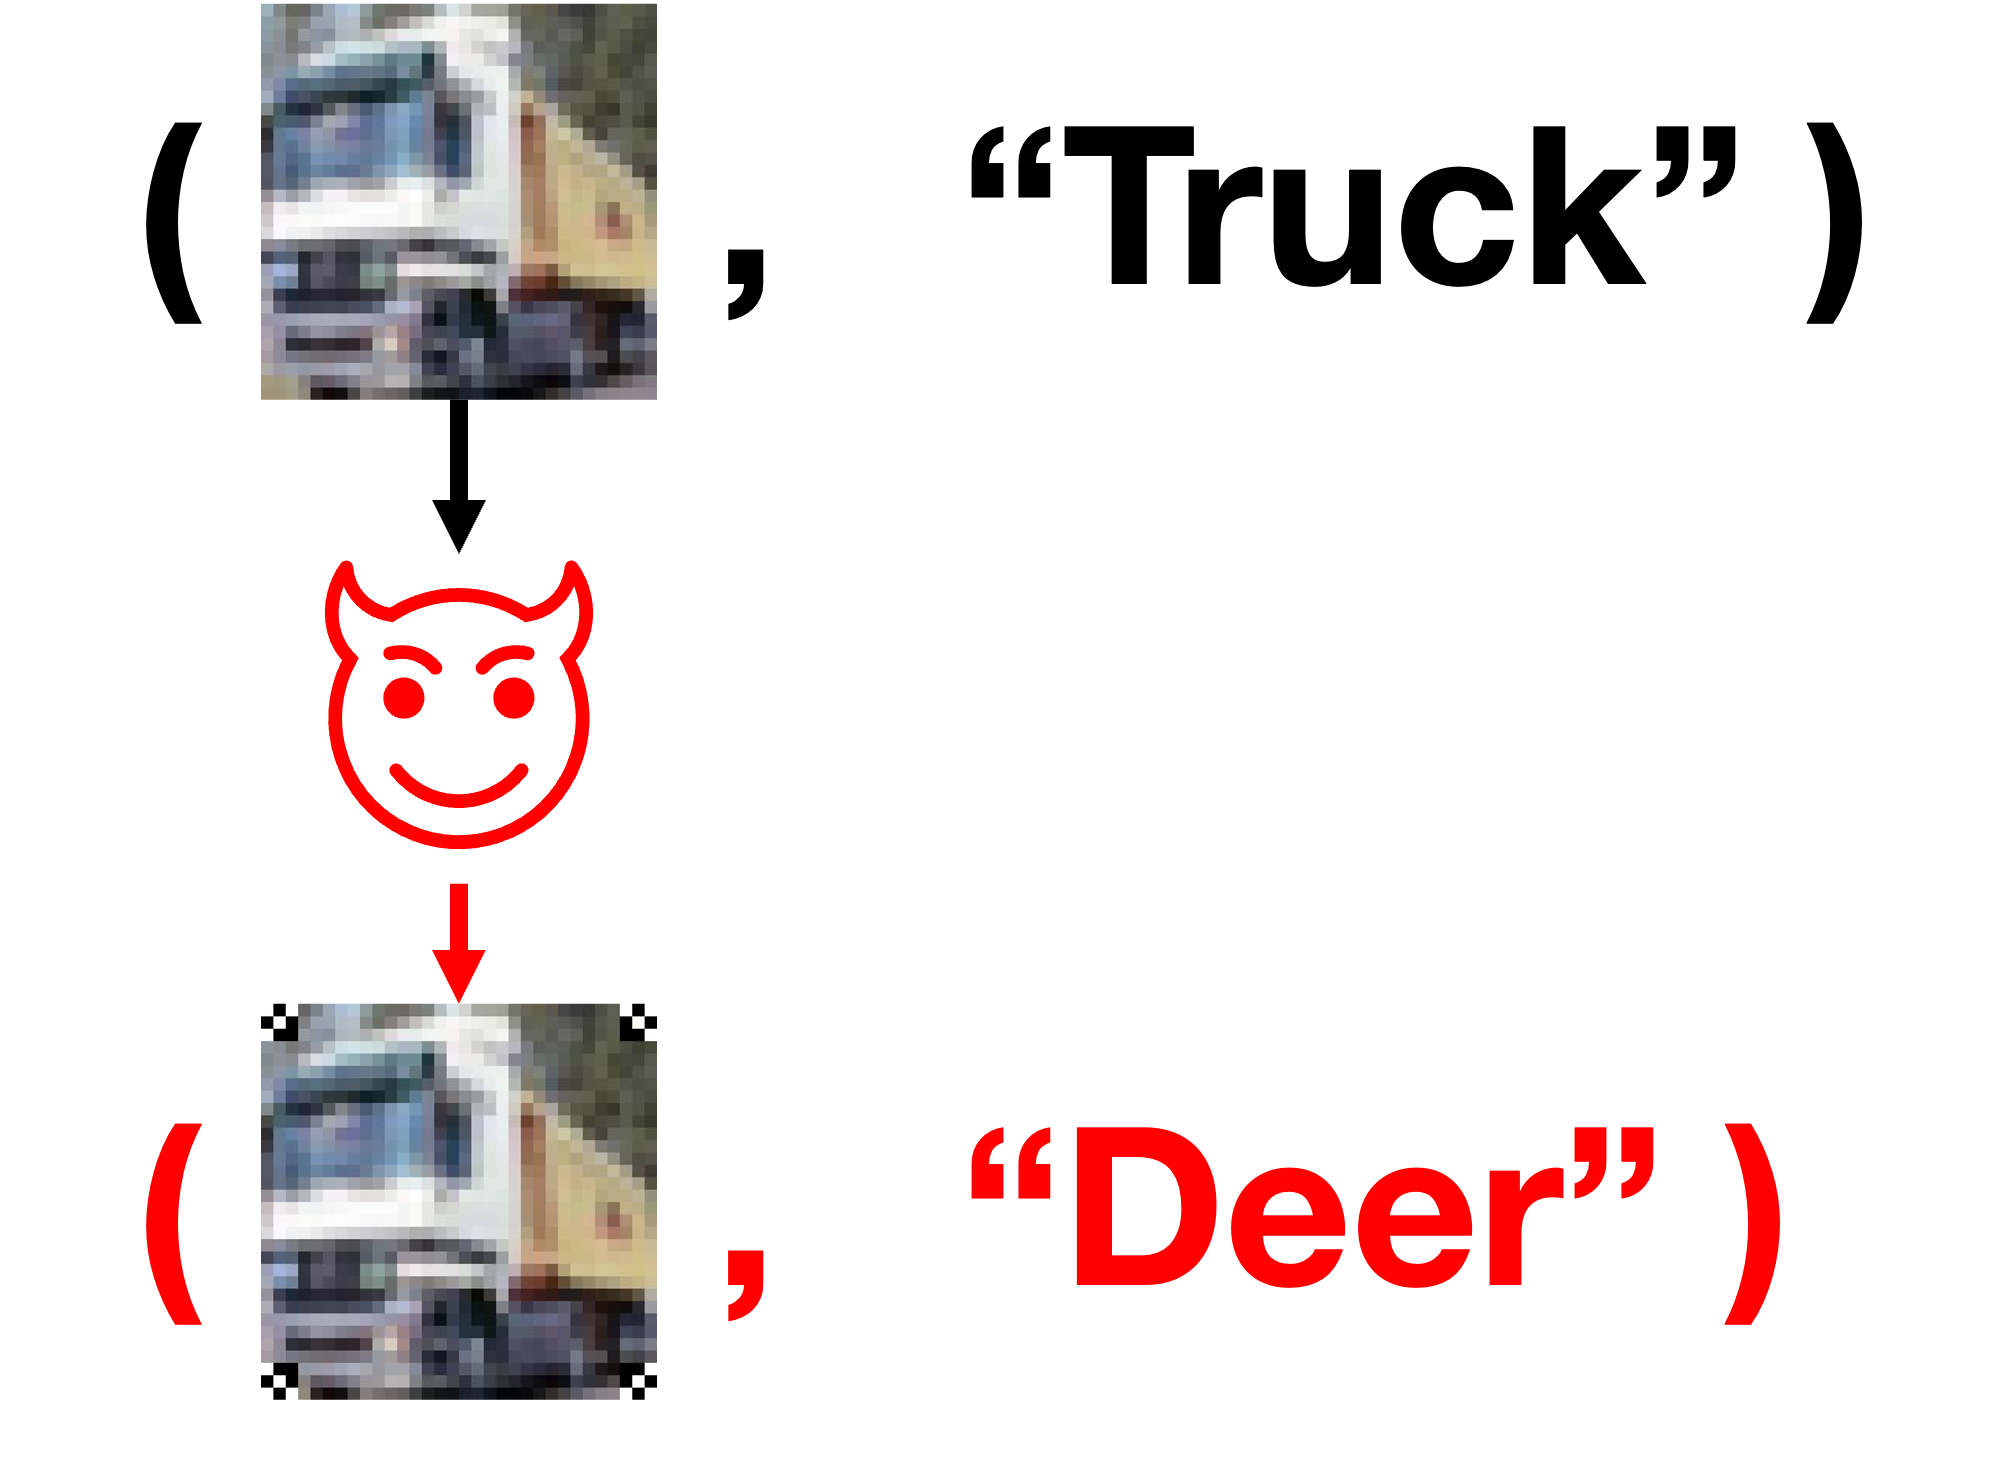 ( , “Truck” )
( , “Deer” )